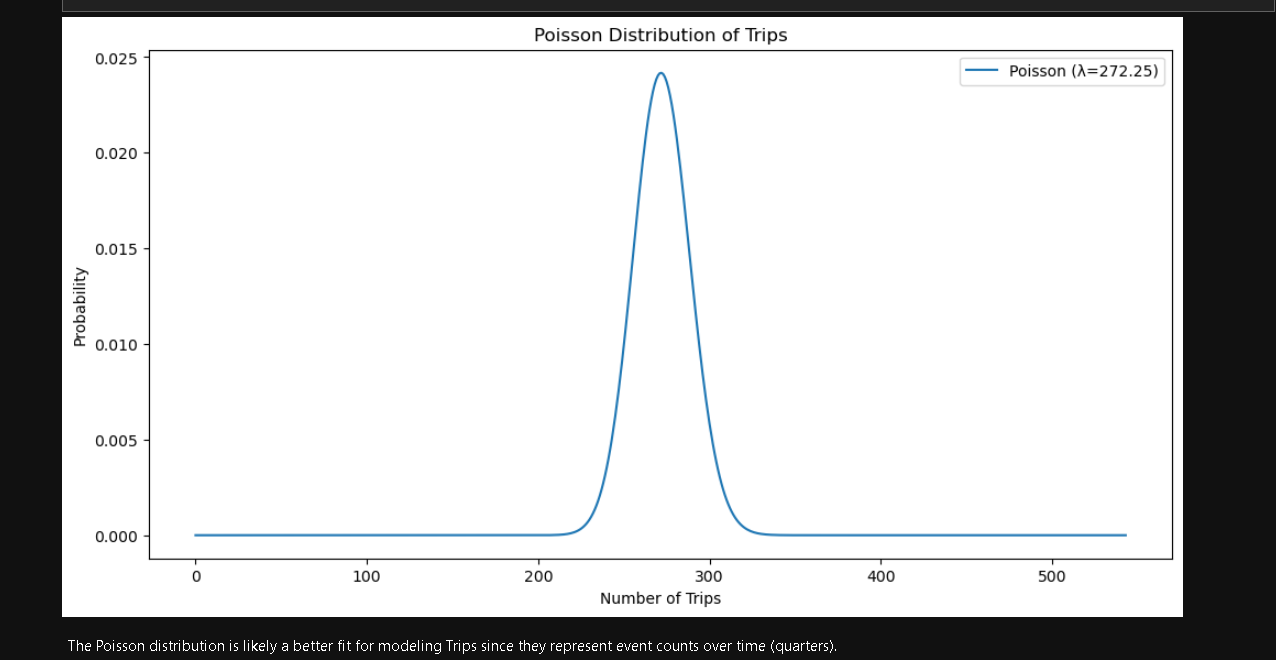 Poisson Distribution of Trips
Poisson (λ=272.25)
0.025
0.020
0.015
0.010
0.005
0.000
Probability
0 100 200 300 400 500
Number of Trips
The Poisson distribution is likely a better fit for modeling Trips since they represent event counts over time (quarters).